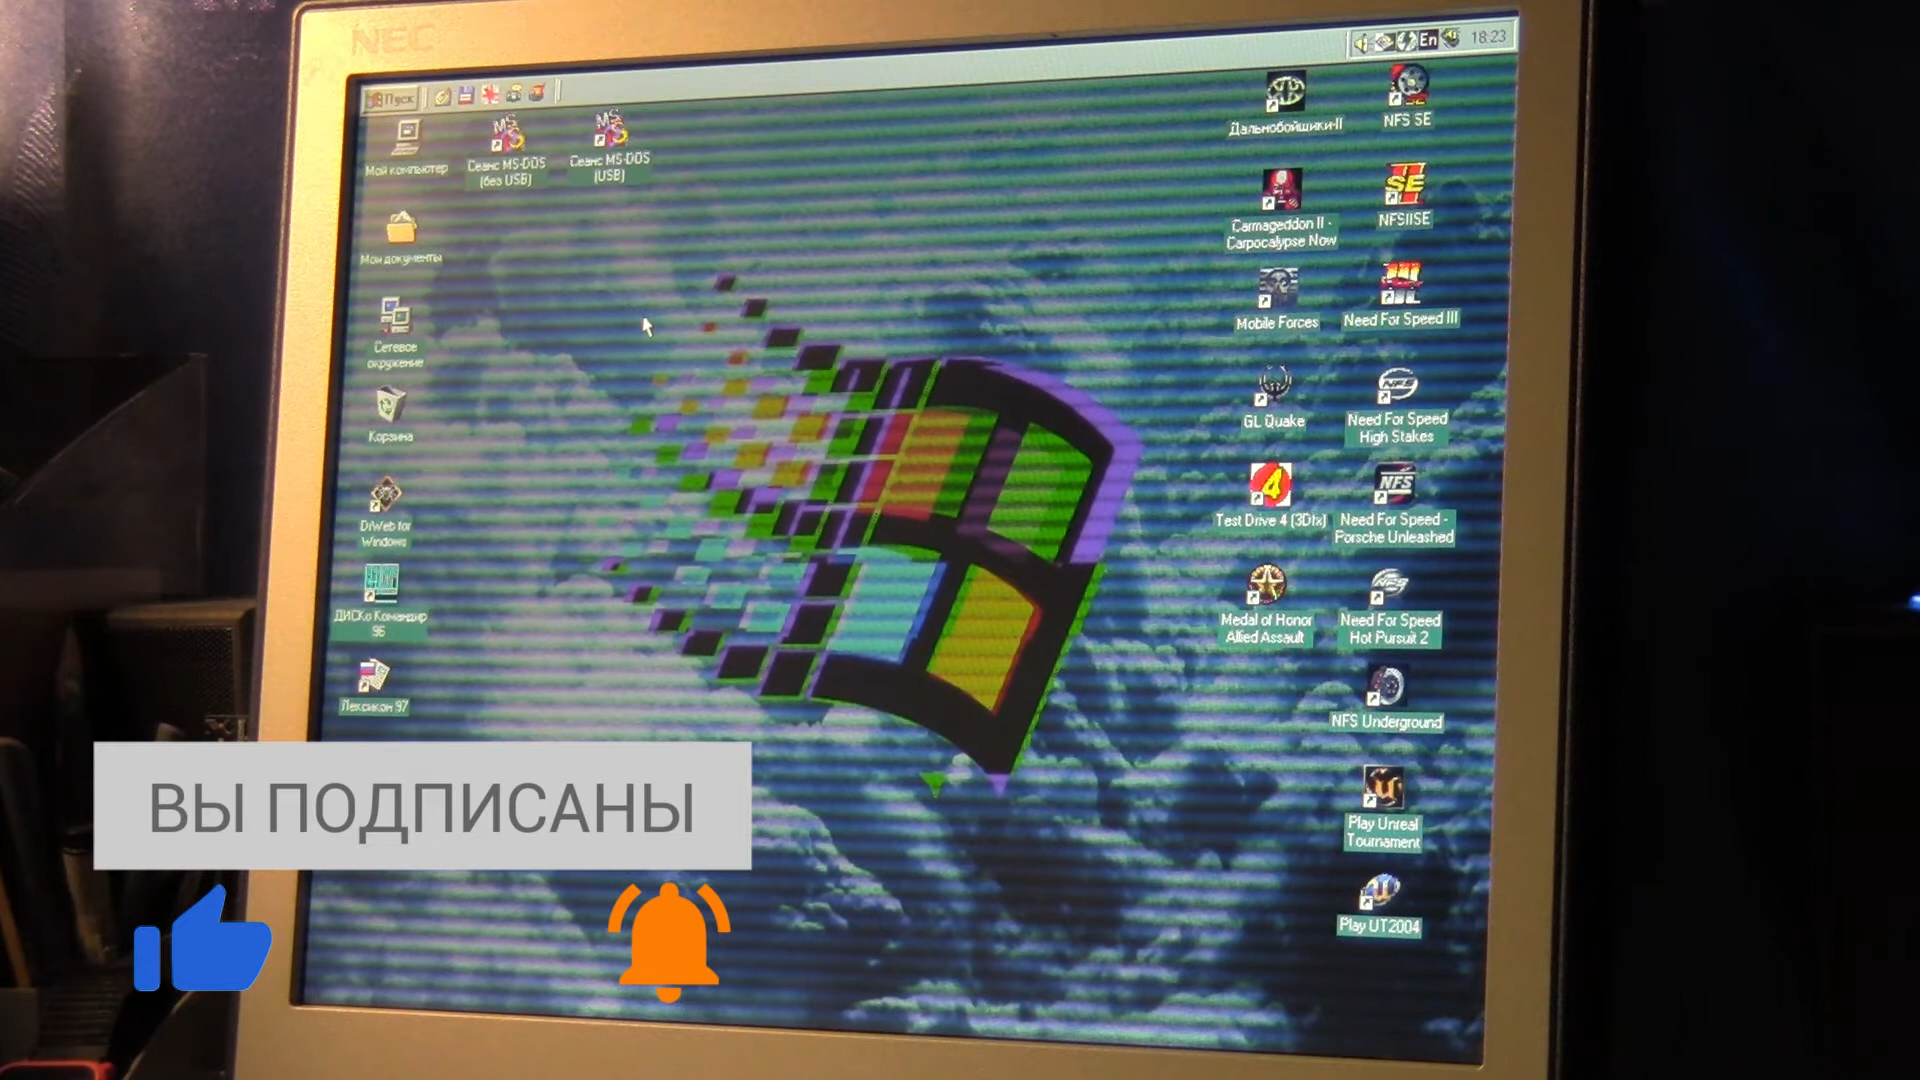 NEC
En 18:23
Пуск
Мой компьютер
Сеанс MS-DOS
(без USB)
Сеанс MS-DOS
(USB)
Мои документы
Сетевое
окружение
Корзина
DrWeb for
Windows
ДИСКо Командир
96
Лексикон 97
Дальнобойщики-II
NFS SE
Carmageddon II -
Carpocalypse Now
NFSIISE
Mobile Forces
Need For Speed III
GL Quake
Need For Speed
High Stakes
Test Drive 4 (3Dfx)
Need For Speed -
Porsche Unleashed
Medal of Honor
Allied Assault
Need For Speed
Hot Pursuit 2
NFS Underground
Play Unreal
Tournament
Play UT2004
ВЫ ПОДПИСАНЫ